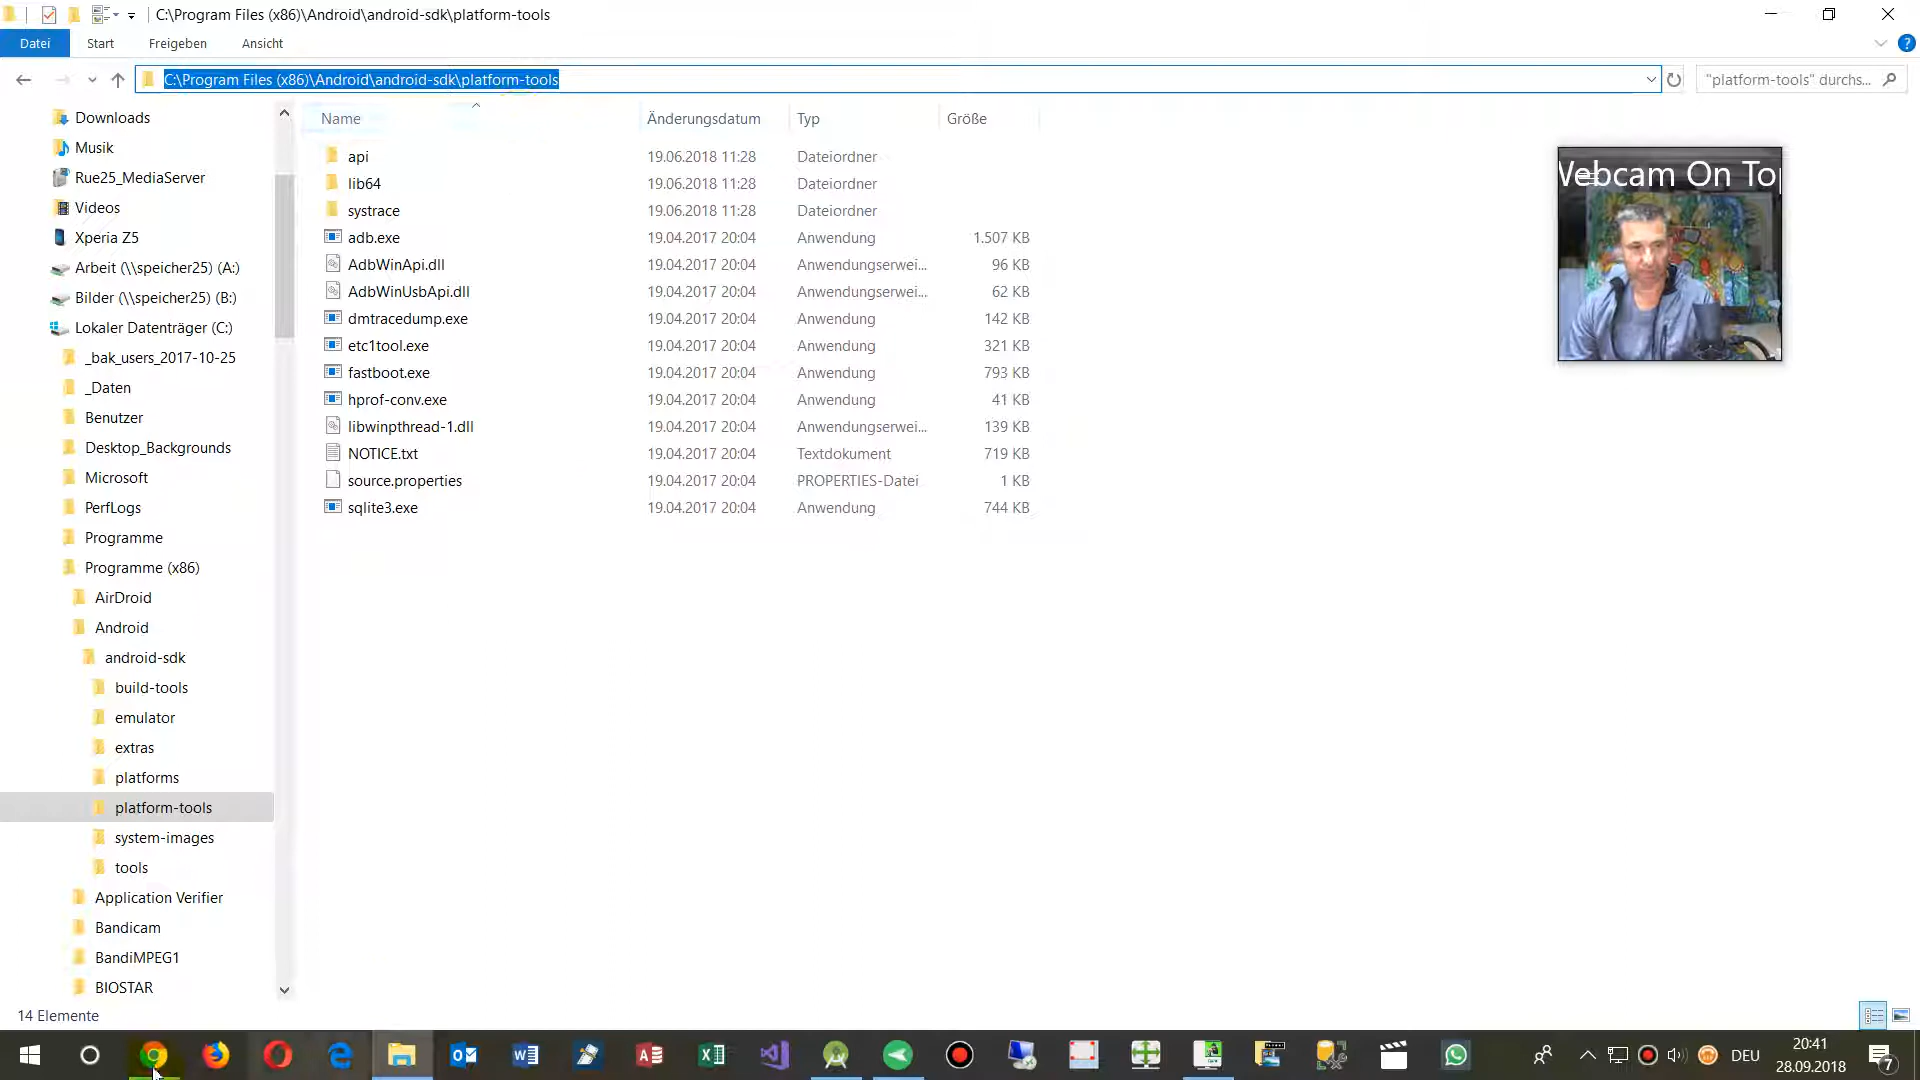 C:\Program Files (x86)\Android\android-sdk\platform-tools
Datei Start Freigeben Ansicht
C:\Program Files (x86)\Android\android-sdk\platform-tools
"platform-tools" durchs...
Downloads
Musik
Rue25_MediaServer
Videos
Xperia Z5
Arbeit (\\speicher25) (A:)
Bilder (\\speicher25) (B:)
Lokaler Datenträger (C:)
_bak_users_2017-10-25
_Daten
Benutzer
Desktop_Backgrounds
Microsoft
PerfLogs
Programme
Programme (x86)
AirDroid
Android
android-sdk
build-tools
emulator
extras
platforms
platform-tools
system-images
tools
Application Verifier
Bandicam
BandiMPEG1
BIOSTAR
Name Änderungsdatum Typ Größe
api 19.06.2018 11:28 Dateiordner
lib64 19.06.2018 11:28 Dateiordner
systrace 19.06.2018 11:28 Dateiordner
adb.exe 19.04.2017 20:04 Anwendung 1.507 KB
AdbWinApi.dll 19.04.2017 20:04 Anwendungserwei... 96 KB
AdbWinUsbApi.dll 19.04.2017 20:04 Anwendungserwei... 62 KB
dmtracedump.exe 19.04.2017 20:04 Anwendung 142 KB
etc1tool.exe 19.04.2017 20:04 Anwendung 321 KB
fastboot.exe 19.04.2017 20:04 Anwendung 793 KB
hprof-conv.exe 19.04.2017 20:04 Anwendung 41 KB
libwinpthread-1.dll 19.04.2017 20:04 Anwendungserwei... 139 KB
NOTICE.txt 19.04.2017 20:04 Textdokument 719 KB
source.properties 19.04.2017 20:04 PROPERTIES-Datei 1 KB
sqlite3.exe 19.04.2017 20:04 Anwendung 744 KB
Webcam On Top
14 Elemente
DEU
20:41
28.09.2018
7